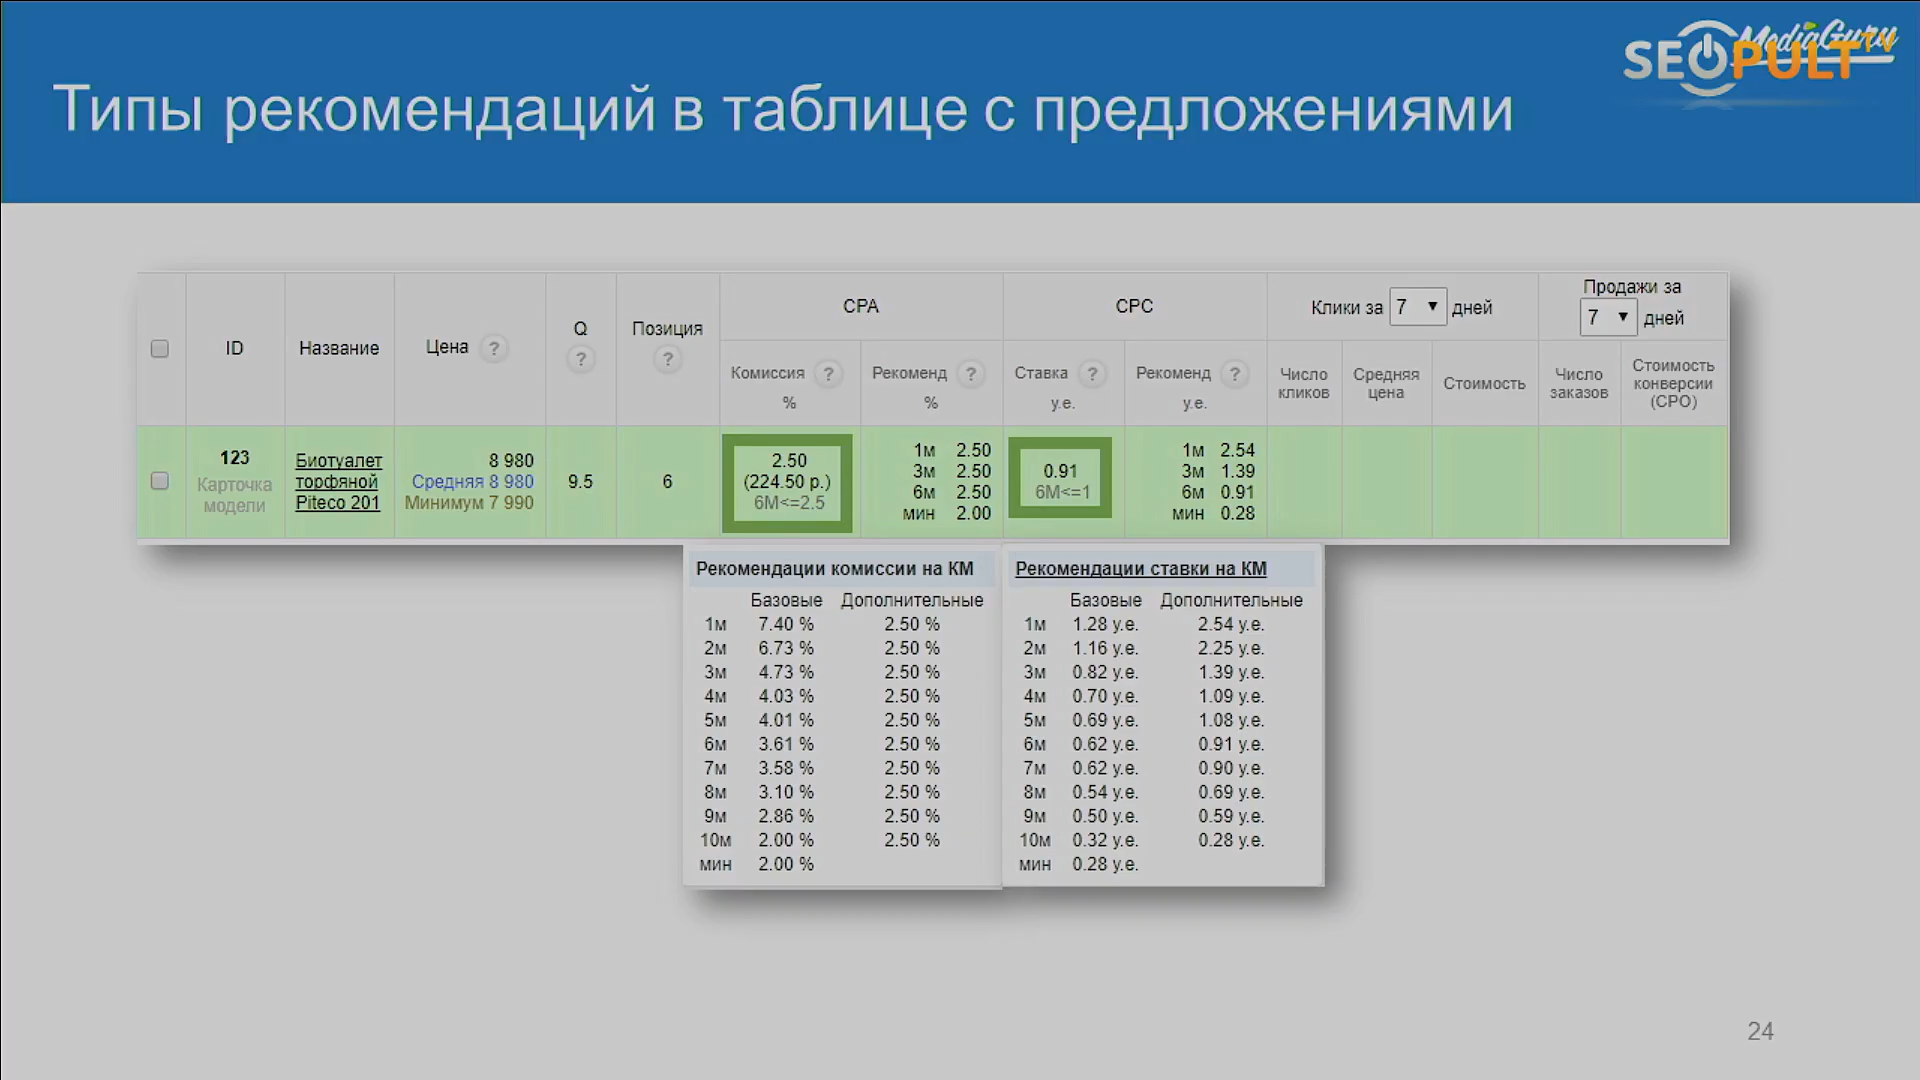 MediaGuru
SEOPULT TV
Типы рекомендаций в таблице с предложениями
ID
Название
Цена ?
Q
?
Позиция
?
CPA
CPC
Клики за 7 дней
Продажи за
7 дней
Комиссия ?
%
Рекоменд ?
%
Ставка ?
у.е.
Рекоменд ?
у.е.
Число
кликов
Средняя
цена
Стоимость
Число
заказов
Стоимость
конверсии
(CPO)
123
Карточка
модели
Биотуалет
торфяной
Piteco 201
8 980
Средняя 8 980
Минимум 7 990
9.5
6
2.50
(224.50 р.)
6М<=2.5
1м 2.50
3м 2.50
6м 2.50
мин 2.00
0.91
6М<=1
1м 2.54
3м 1.39
6м 0.91
мин 0.28
Рекомендации комиссии на КМ
Базовые Дополнительные
1м 7.40 % 2.50 %
2м 6.73 % 2.50 %
3м 4.73 % 2.50 %
4м 4.03 % 2.50 %
5м 4.01 % 2.50 %
6м 3.61 % 2.50 %
7м 3.58 % 2.50 %
8м 3.10 % 2.50 %
9м 2.86 % 2.50 %
10м 2.00 % 2.50 %
мин 2.00 %
Рекомендации ставки на КМ
Базовые Дополнительные
1м 1.28 у.е. 2.54 у.е.
2м 1.16 у.е. 2.25 у.е.
3м 0.82 у.е. 1.39 у.е.
4м 0.70 у.е. 1.09 у.е.
5м 0.69 у.е. 1.08 у.е.
6м 0.62 у.е. 0.91 у.е.
7м 0.62 у.е. 0.90 у.е.
8м 0.54 у.е. 0.69 у.е.
9м 0.50 у.е. 0.59 у.е.
10м 0.32 у.е. 0.28 у.е.
мин 0.28 у.е.
24